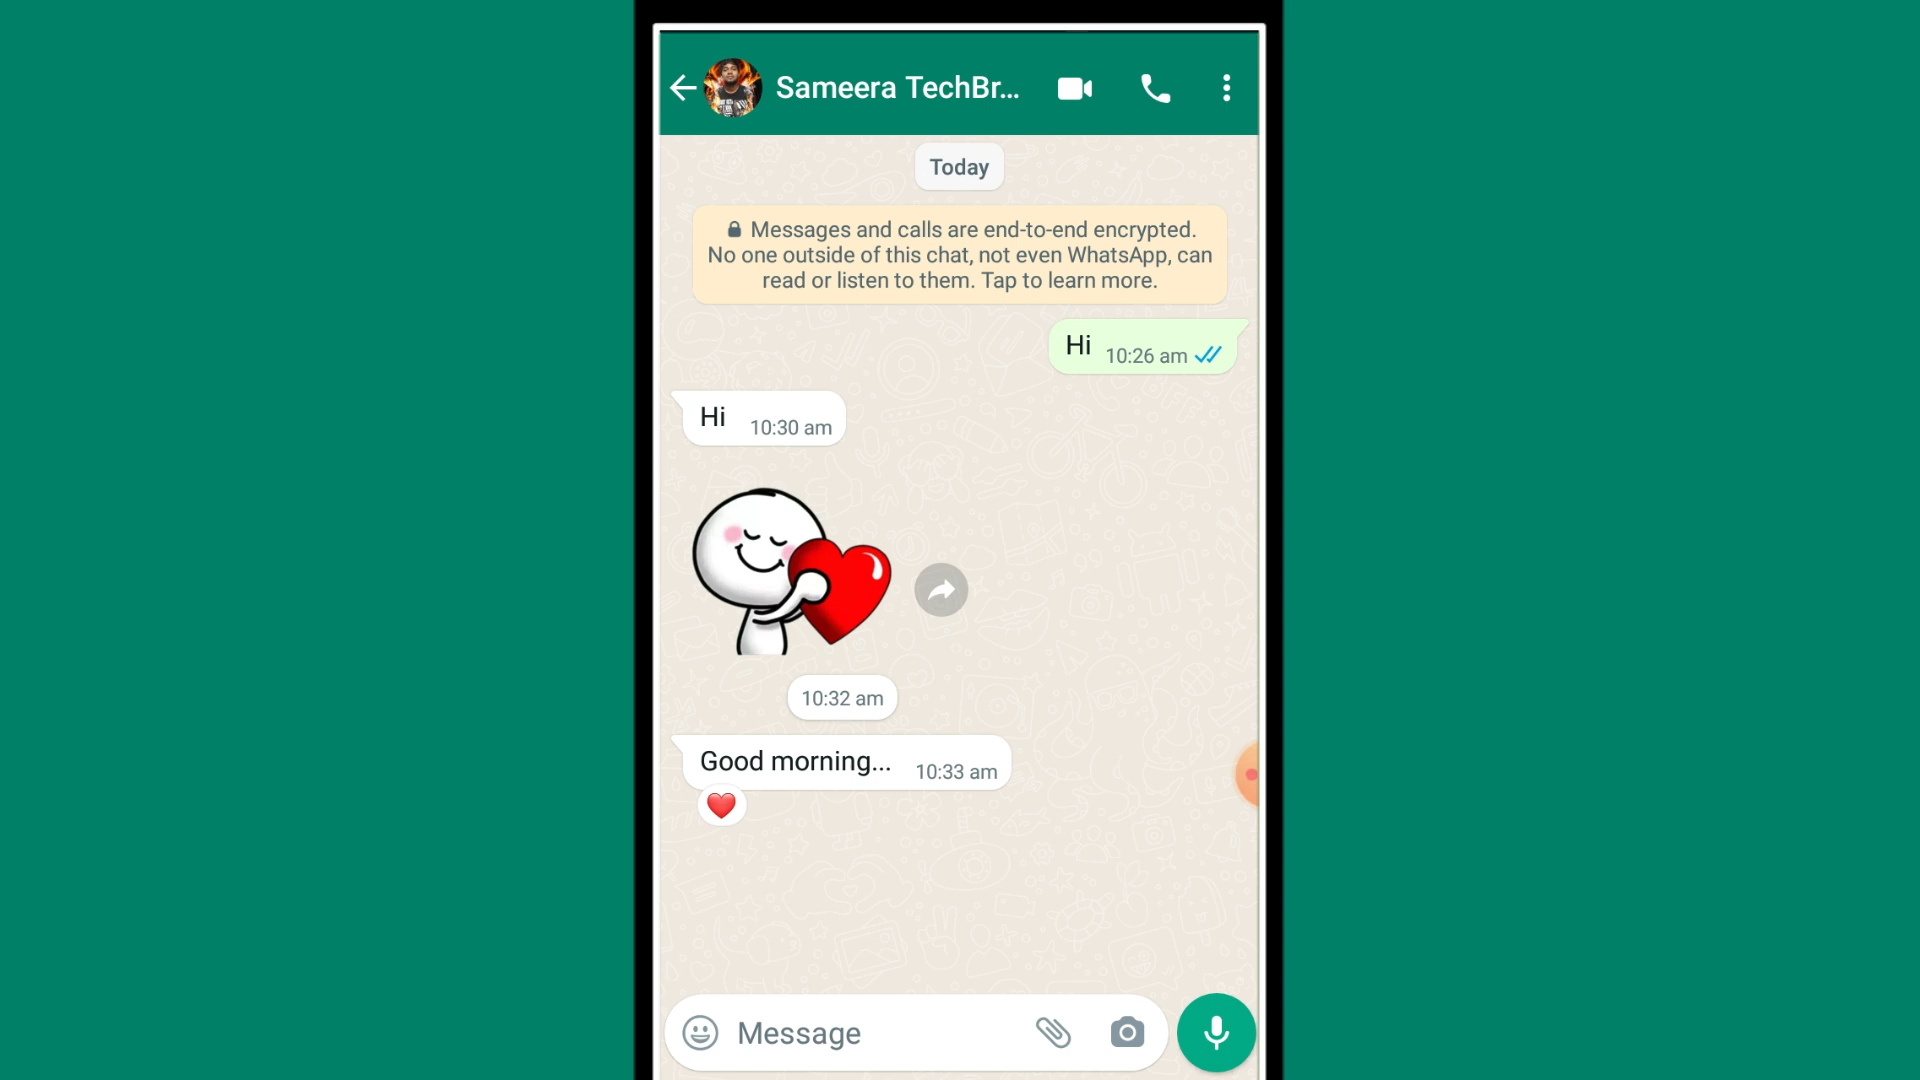 Sameera TechBr...
Today
Messages and calls are end-to-end encrypted.
No one outside of this chat, not even WhatsApp, can
read or listen to them. Tap to learn more.
Hi 10:26 am
Hi 10:30 am
10:32 am
Good morning... 10:33 am
Message